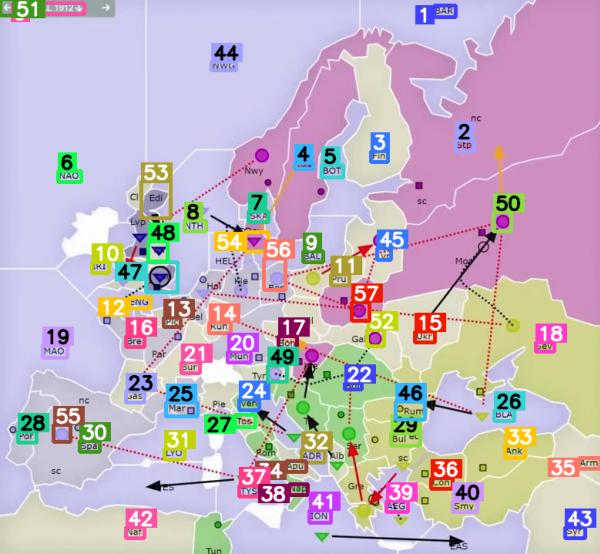 51 L 1912
1 BAR
44 NWG
nc
2 Stp
3 Fin
4 5 BOT
6 NAO
Nwy
53
Cl Edi
7 SKA
8 NTH
sc
50
Lvp
48
54 56 9 BAL 45
10 IRI 47
HEL
11 Pru
Mos
12 ENG Hol Kie Ber
57
13 Pic Bel 14 Ruh
17 Boh
52 Gal
15 Ukr
18 Sev
16 Bre
19 MAO
Par
21 Bur
20 Mun
49 Tyr
22 Bud
23 Gas
25 Mar
Pie
24 Ven
46 Rum
26 BLA
nc
28 Por
55
30 Spa
27 Tus
31 LYO
29 Bul ec
33 Ank
32 ADR
Alb
Ser
sc
Rom
34 Apu
37 TYS
38 Nap
36 Con
35 Arm
Gre
sc
39 AEG
40 Smy
42 Naf
41 ION
43 Syr
Tun
EAS